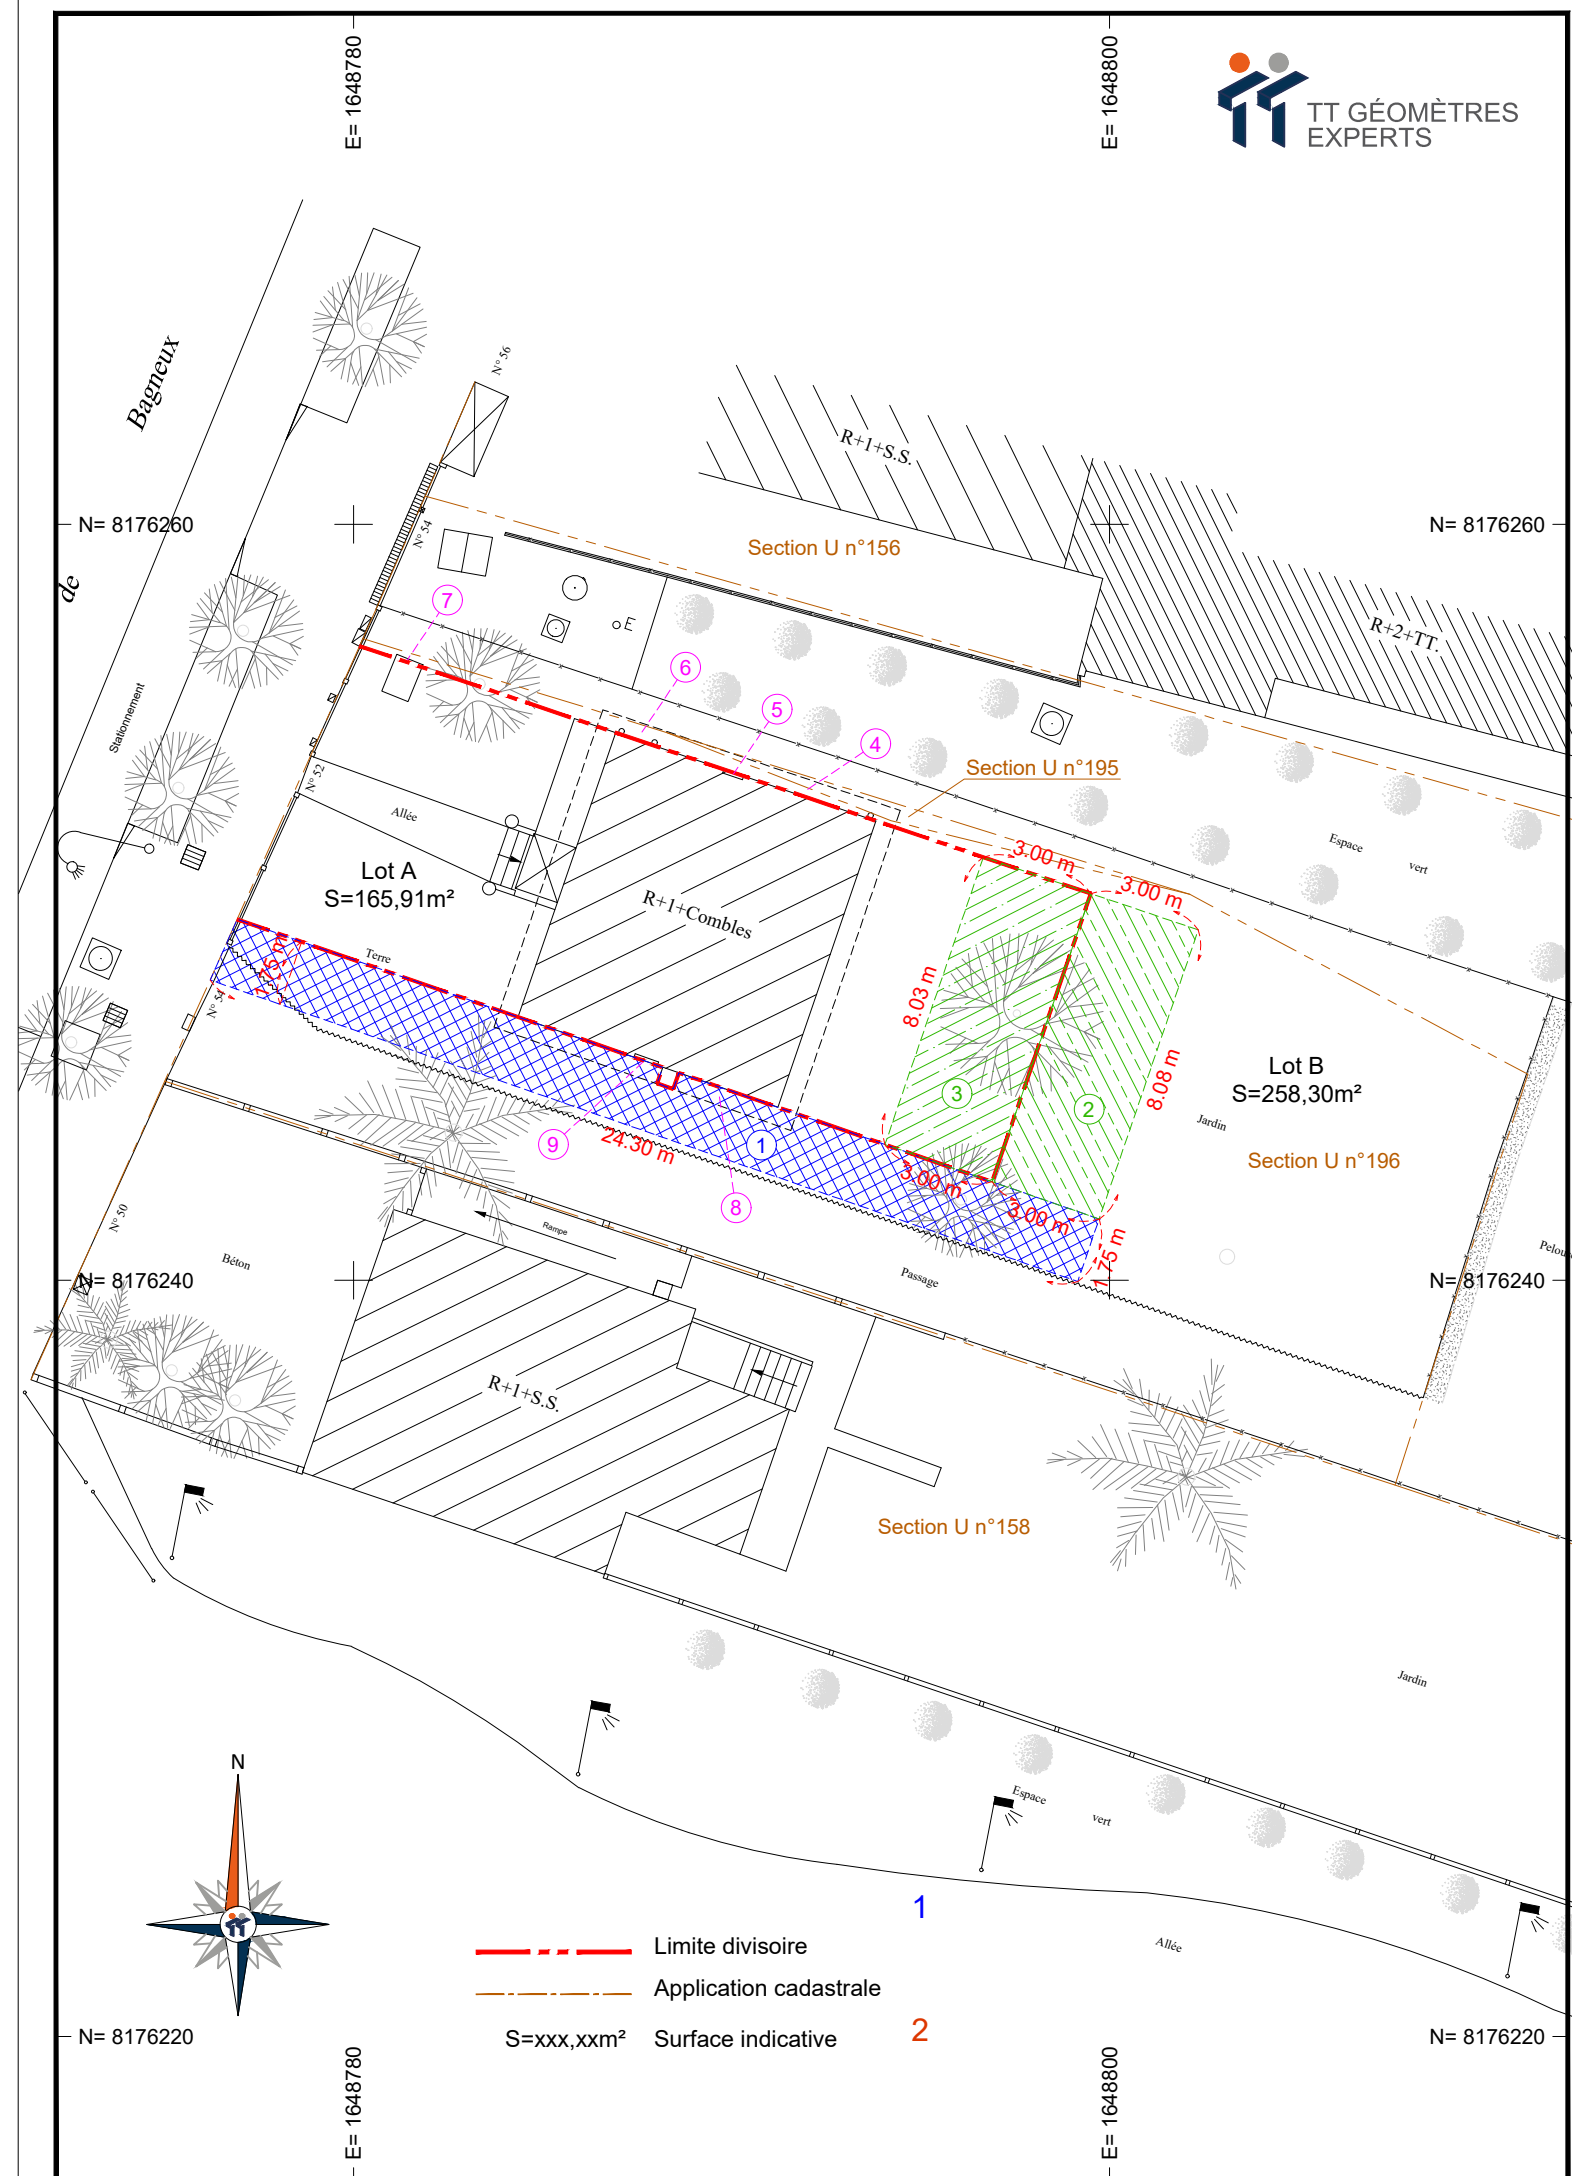 E= 1648780
E= 1648800
TT GÉOMÈTRES
EXPERTS
Bagneux
de
N° 56
R+1+S.S.
N= 8176260
N= 8176260
N° 54
Section U n°156
R+2+TT.
7
E
6
5
4
Stationnement
Section U n°195
N° 52
Allée
Espace
vert
3.00 m
3.00 m
Lot A
S=165,91m²
R+1+Combles
Terre
1.75 m
8.03 m
N° 54
Lot B
S=258,30m²
8.08 m
3
2
Jardin
9
24.30 m
1
Section U n°196
3.00 m
8
3.00 m
N° 50
Rampe
Béton
Passage
1.75 m
Pelou
N= 8176240
N= 8176240
R+1+S.S.
Section U n°158
Jardin
N
Espace
vert
1
Limite divisoire
Allée
Application cadastrale
S=xxx,xxm² Surface indicative
2
N= 8176220
N= 8176220
E= 1648780
E= 1648800